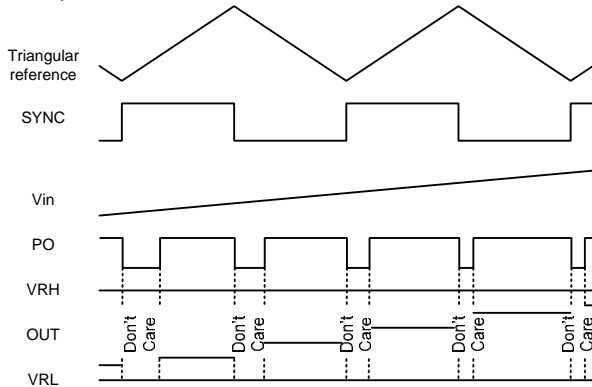 Triangular
reference
SYNC
Vin
PO
VRH
OUT
VRL
Don't
Care
Don't
Care
Don't
Care
Don't
Care
Don't
Care